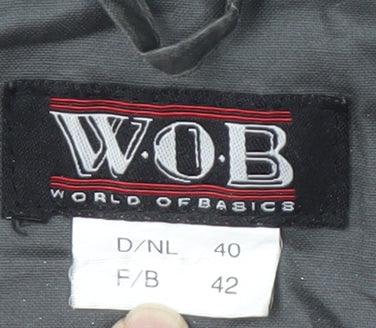 W·O·B
WORLD OF BASICS
D/NL 40
F/B 42